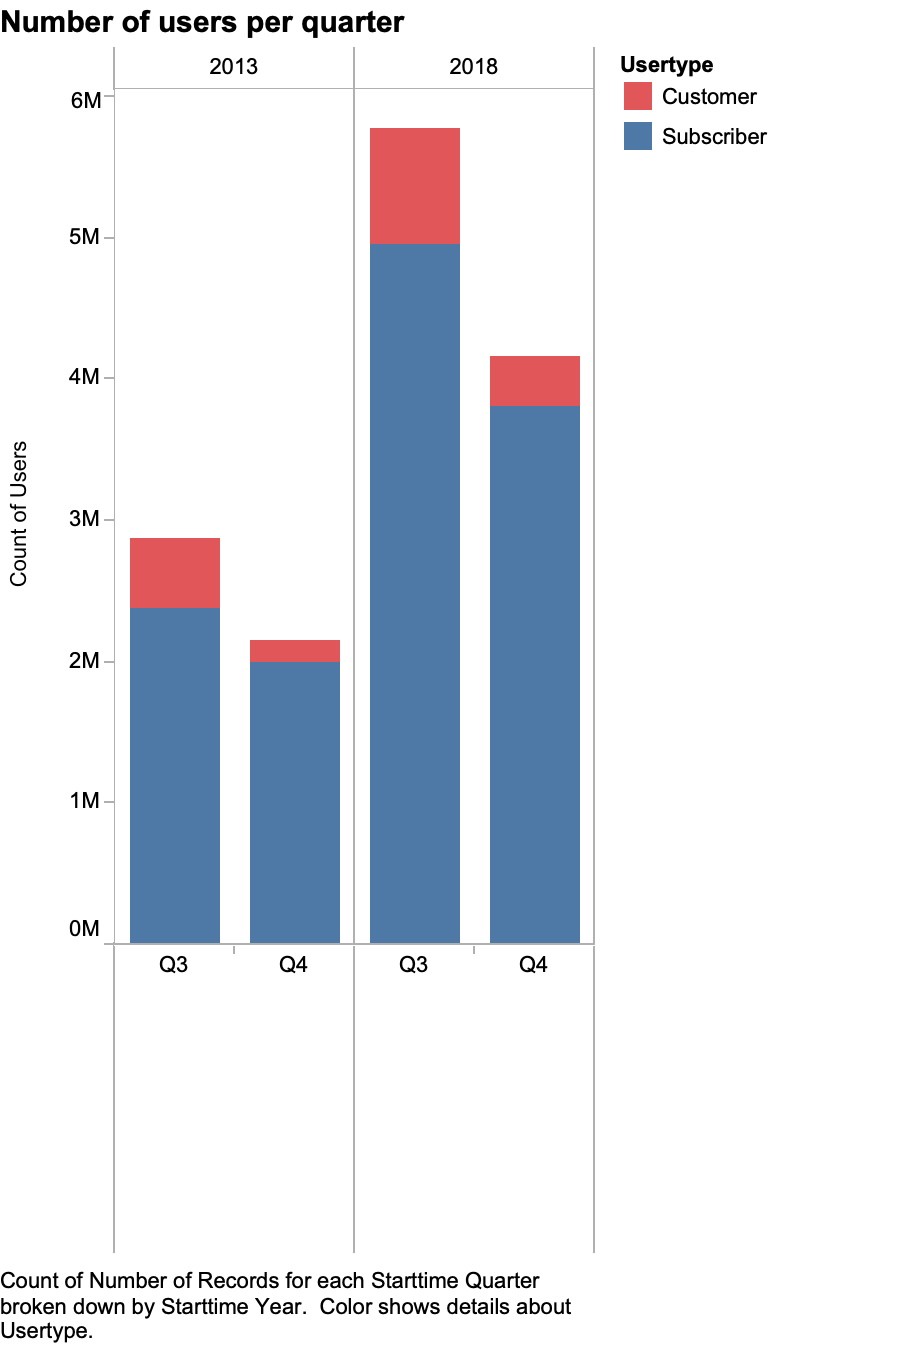 Number of users per quarter
2013
2018
Usertype
Customer
Subscriber
6M
5M
4M
3M
2M
1M
0M
Count of Users
Q3
Q4
Q3
Q4
Count of Number of Records for each Starttime Quarter
broken down by Starttime Year.  Color shows details about
Usertype.